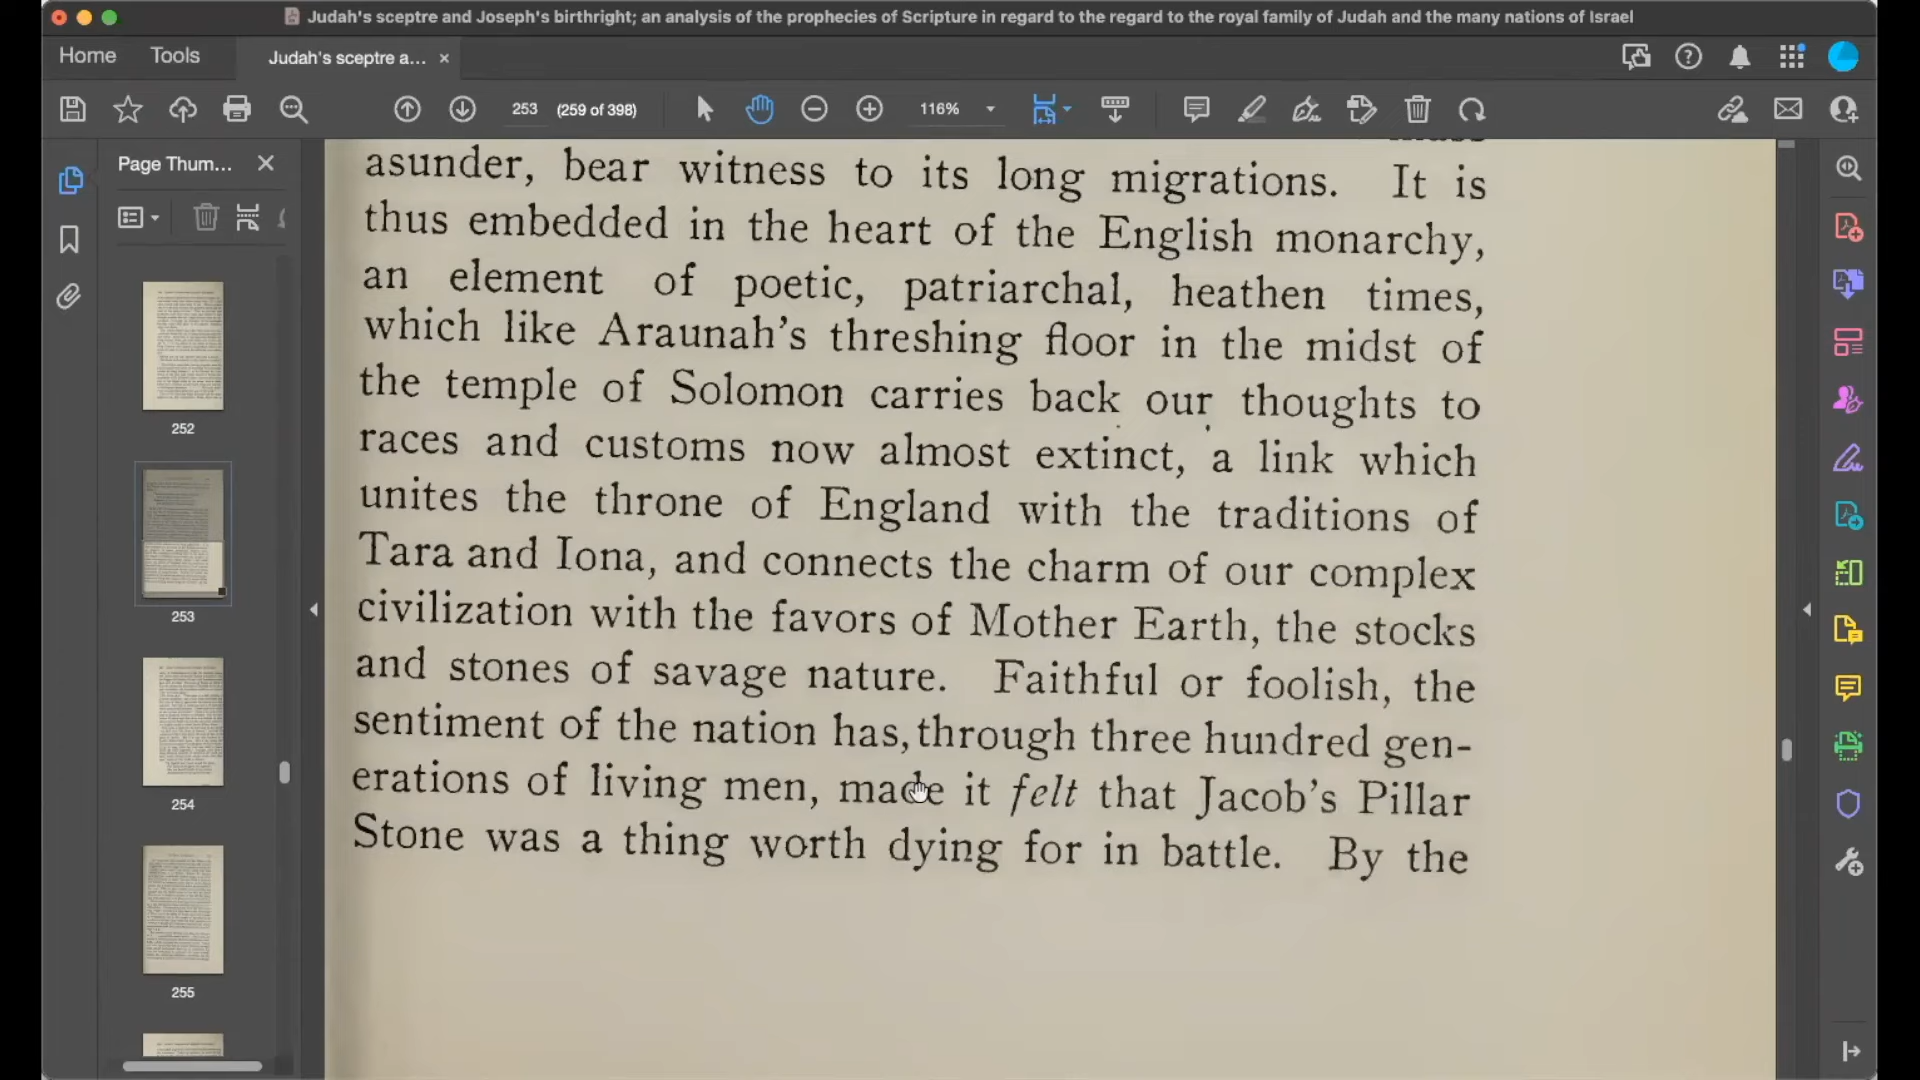 Judah's sceptre and Joseph's birthright; an analysis of the prophecies of Scripture in regard to the regard to the royal family of Judah and the many nations of Israel
Home Tools Judah's sceptre a... ×
253 (259 of 398) 116%
Page Thum...
252
253
254
255
asunder, bear witness to its long migrations. It is
thus embedded in the heart of the English monarchy,
an element of poetic, patriarchal, heathen times,
which like Araunah's threshing floor in the midst of
the temple of Solomon carries back our thoughts to
races and customs now almost extinct, a link which
unites the throne of England with the traditions of
Tara and Iona, and connects the charm of our complex
civilization with the favors of Mother Earth, the stocks
and stones of savage nature. Faithful or foolish, the
sentiment of the nation has, through three hundred gen-
erations of living men, made it felt that Jacob's Pillar
Stone was a thing worth dying for in battle. By the